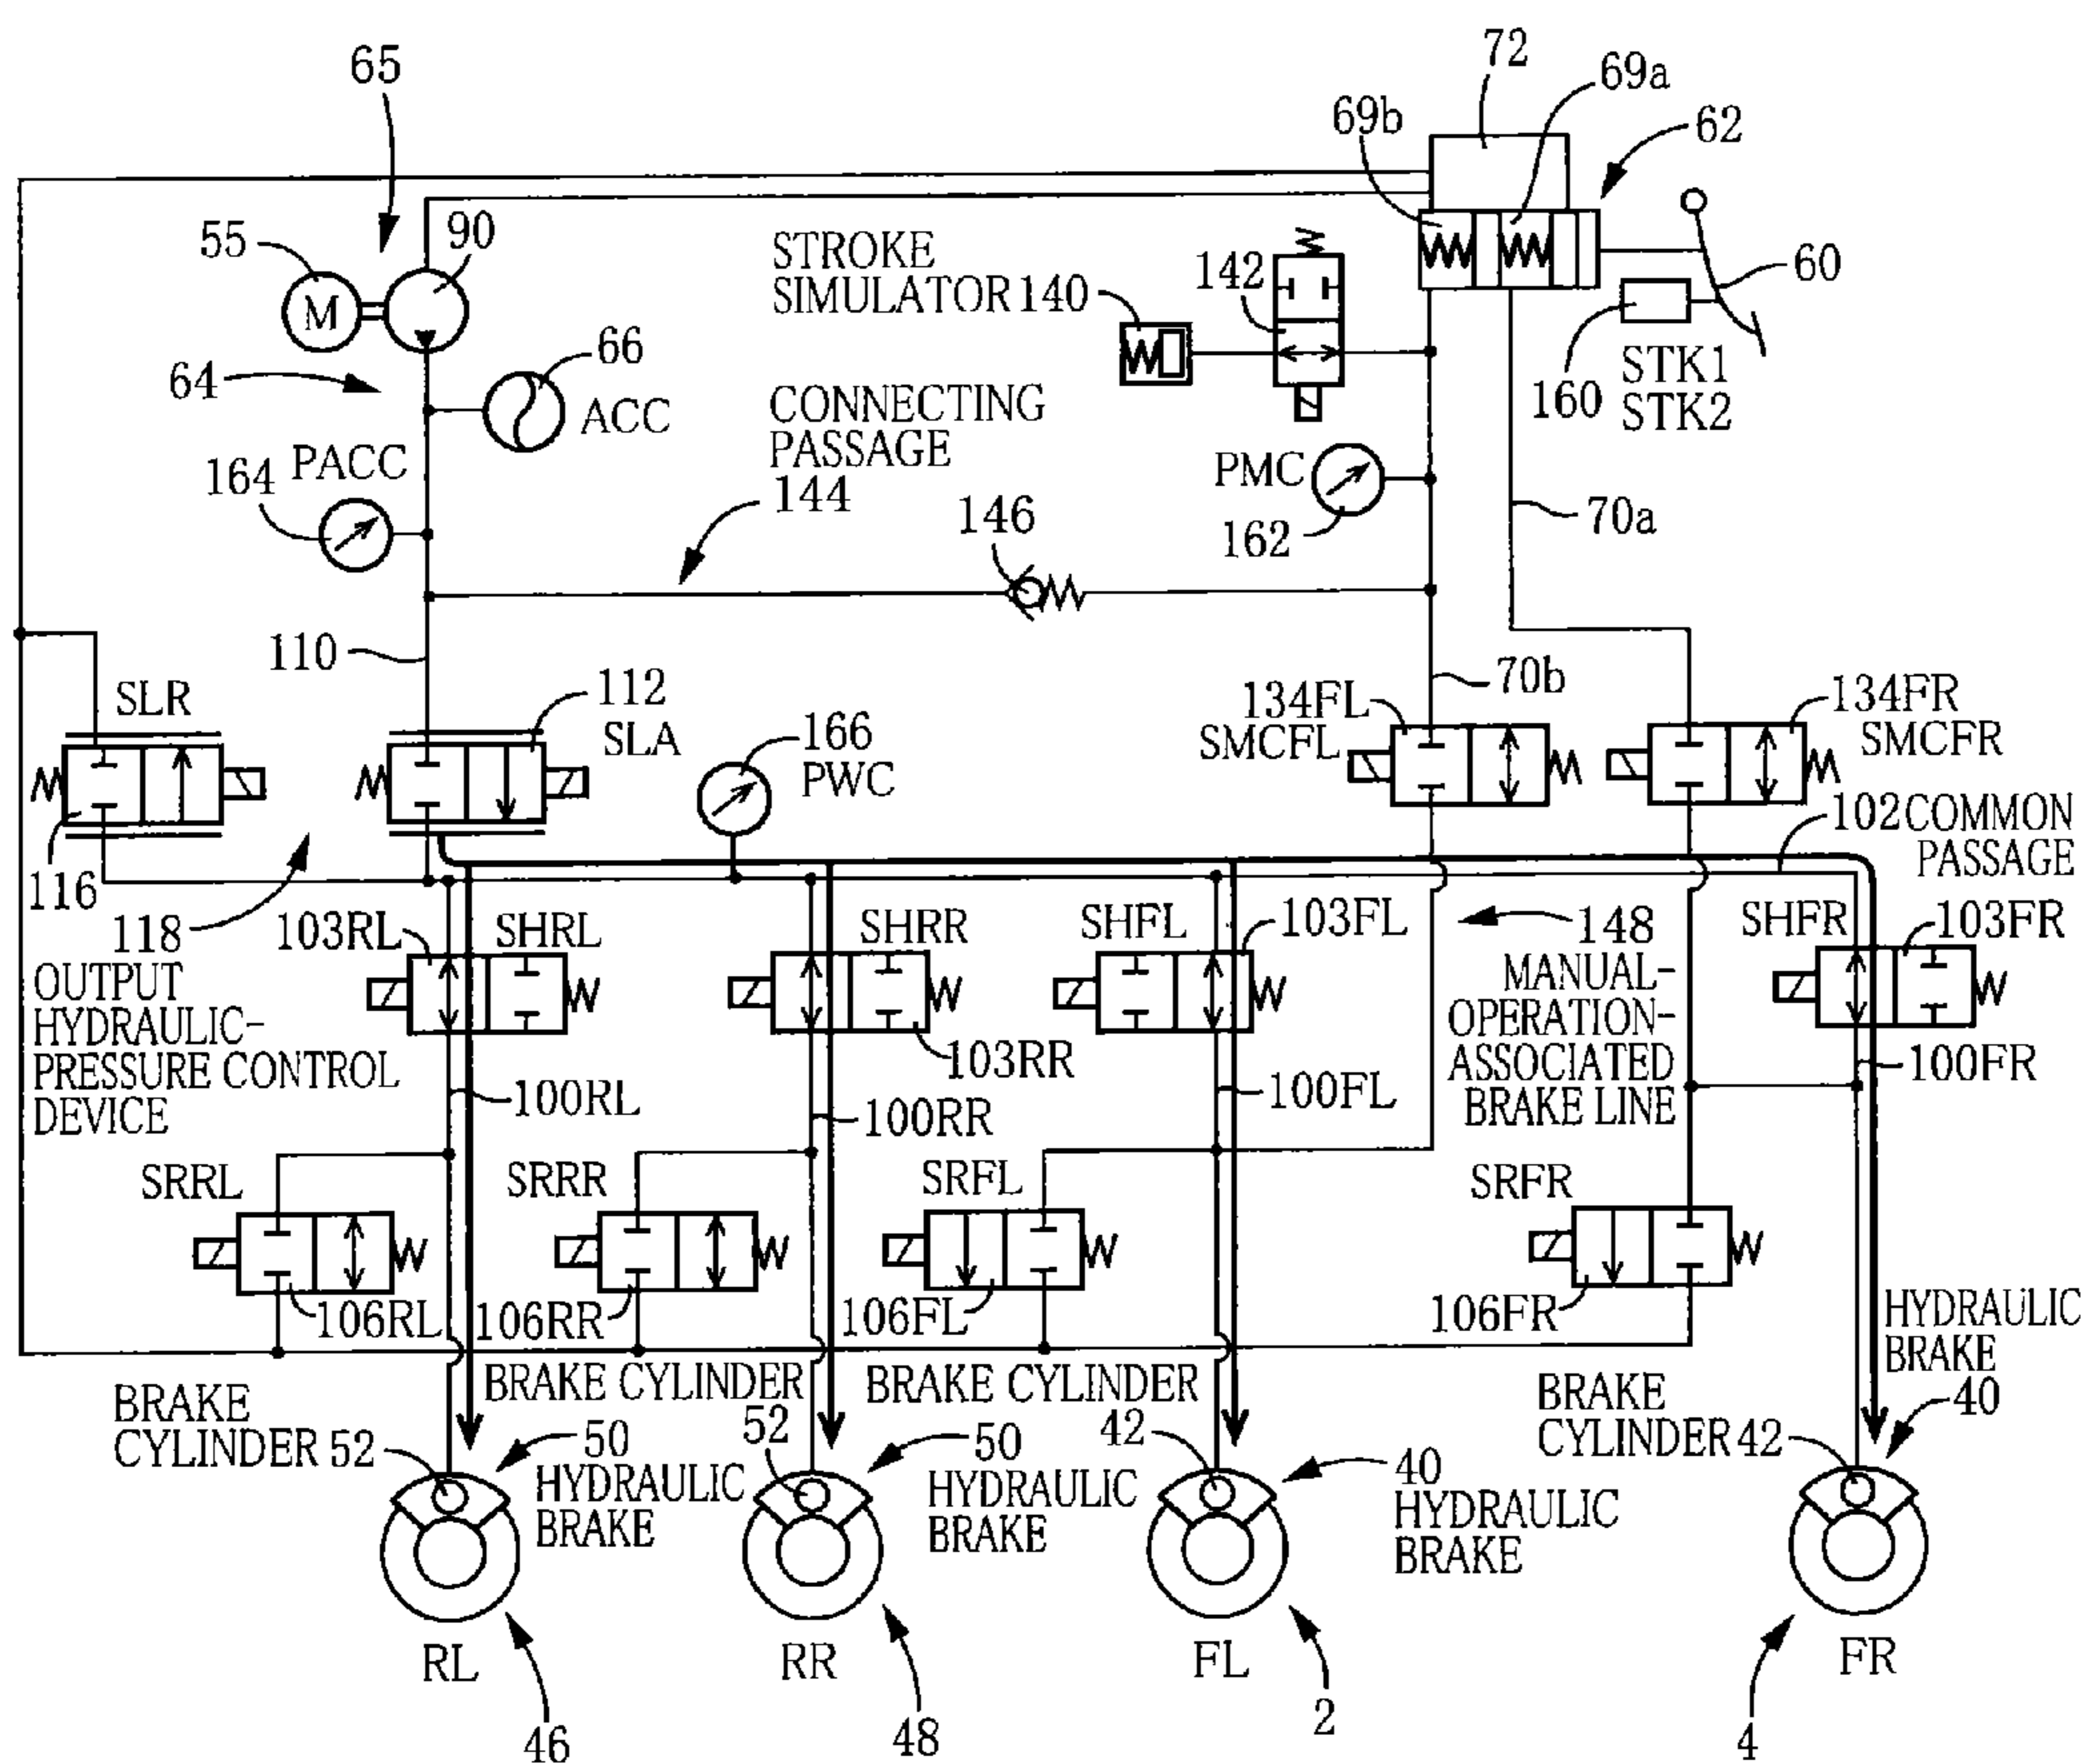 65
72
69a
69b
62
55
90
M
STROKE
SIMULATOR 140
142
60
66
64
ACC
CONNECTING
PASSAGE
160
STK1
STK2
PACC
164
144
146
PMC
162
70a
110
70b
SLR
112
SLA
166
PWC
134FL
SMCFL
134FR
SMCFR
102 COMMON
PASSAGE
116
118
OUTPUT
HYDRAULIC-
PRESSURE CONTROL
DEVICE
103RL
SHRL
SHRR
103RR
SHFL
103FL
148
MANUAL-
OPERATION-
ASSOCIATED
BRAKE LINE
SHFR
103FR
100RL
100RR
100FL
100FR
SRRL
SRRR
SRFL
SRFR
106RL
106RR
106FL
106FR
HYDRAULIC
BRAKE
40
BRAKE
CYLINDER 52
BRAKE CYLINDER
52
BRAKE CYLINDER
42
BRAKE
CYLINDER 42
50
HYDRAULIC
BRAKE
50
HYDRAULIC
BRAKE
40
HYDRAULIC
BRAKE
RL
RR
FL
FR
46
48
2
4